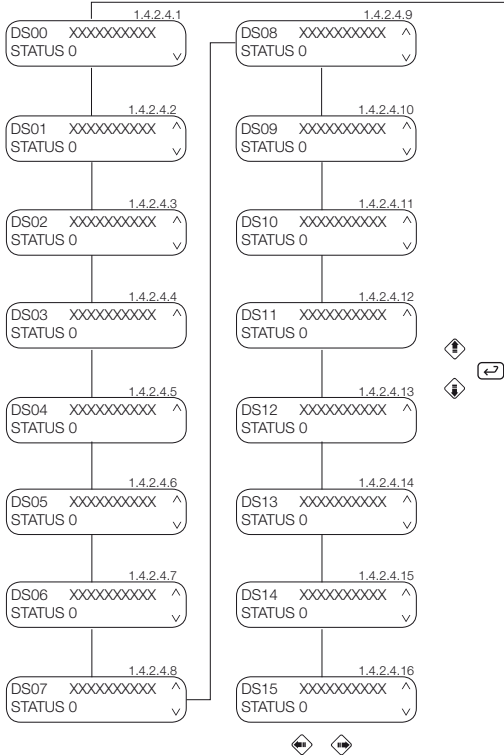 1.4.2.4.1
DS00 XXXXXXXXXX
STATUS 0
1.4.2.4.2
DS01 XXXXXXXXXX
STATUS 0
1.4.2.4.3
DS02 XXXXXXXXXX
STATUS 0
1.4.2.4.4
DS03 XXXXXXXXXX
STATUS 0
1.4.2.4.5
DS04 XXXXXXXXXX
STATUS 0
1.4.2.4.6
DS05 XXXXXXXXXX
STATUS 0
1.4.2.4.7
DS06 XXXXXXXXXX
STATUS 0
1.4.2.4.8
DS07 XXXXXXXXXX
STATUS 0
1.4.2.4.9
DS08 XXXXXXXXXX
STATUS 0
1.4.2.4.10
DS09 XXXXXXXXXX
STATUS 0
1.4.2.4.11
DS10 XXXXXXXXXX
STATUS 0
1.4.2.4.12
DS11 XXXXXXXXXX
STATUS 0
1.4.2.4.13
DS12 XXXXXXXXXX
STATUS 0
1.4.2.4.14
DS13 XXXXXXXXXX
STATUS 0
1.4.2.4.15
DS14 XXXXXXXXXX
STATUS 0
1.4.2.4.16
DS15 XXXXXXXXXX
STATUS 0